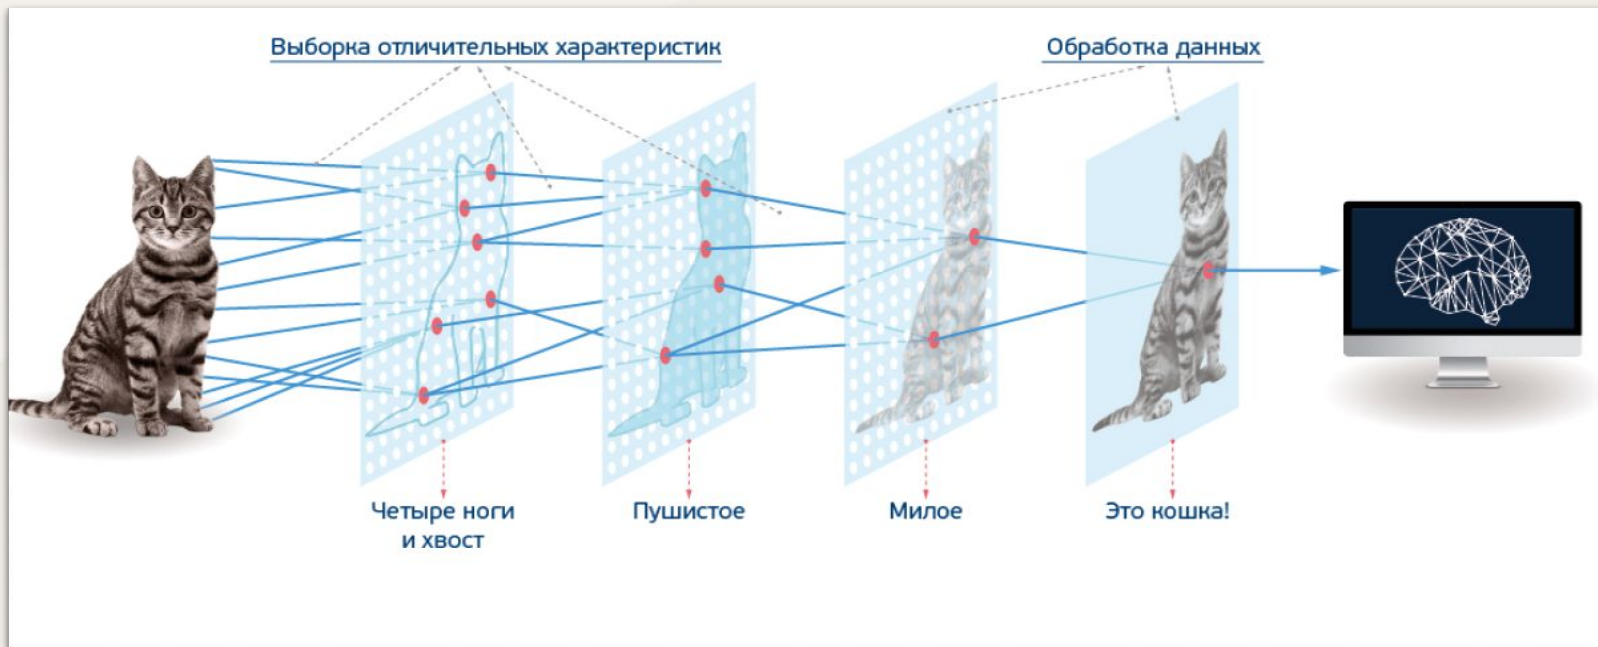 Выборка отличительных характеристик
Обработка данных
Четыре ноги
и хвост
Пушистое
Милое
Это кошка!